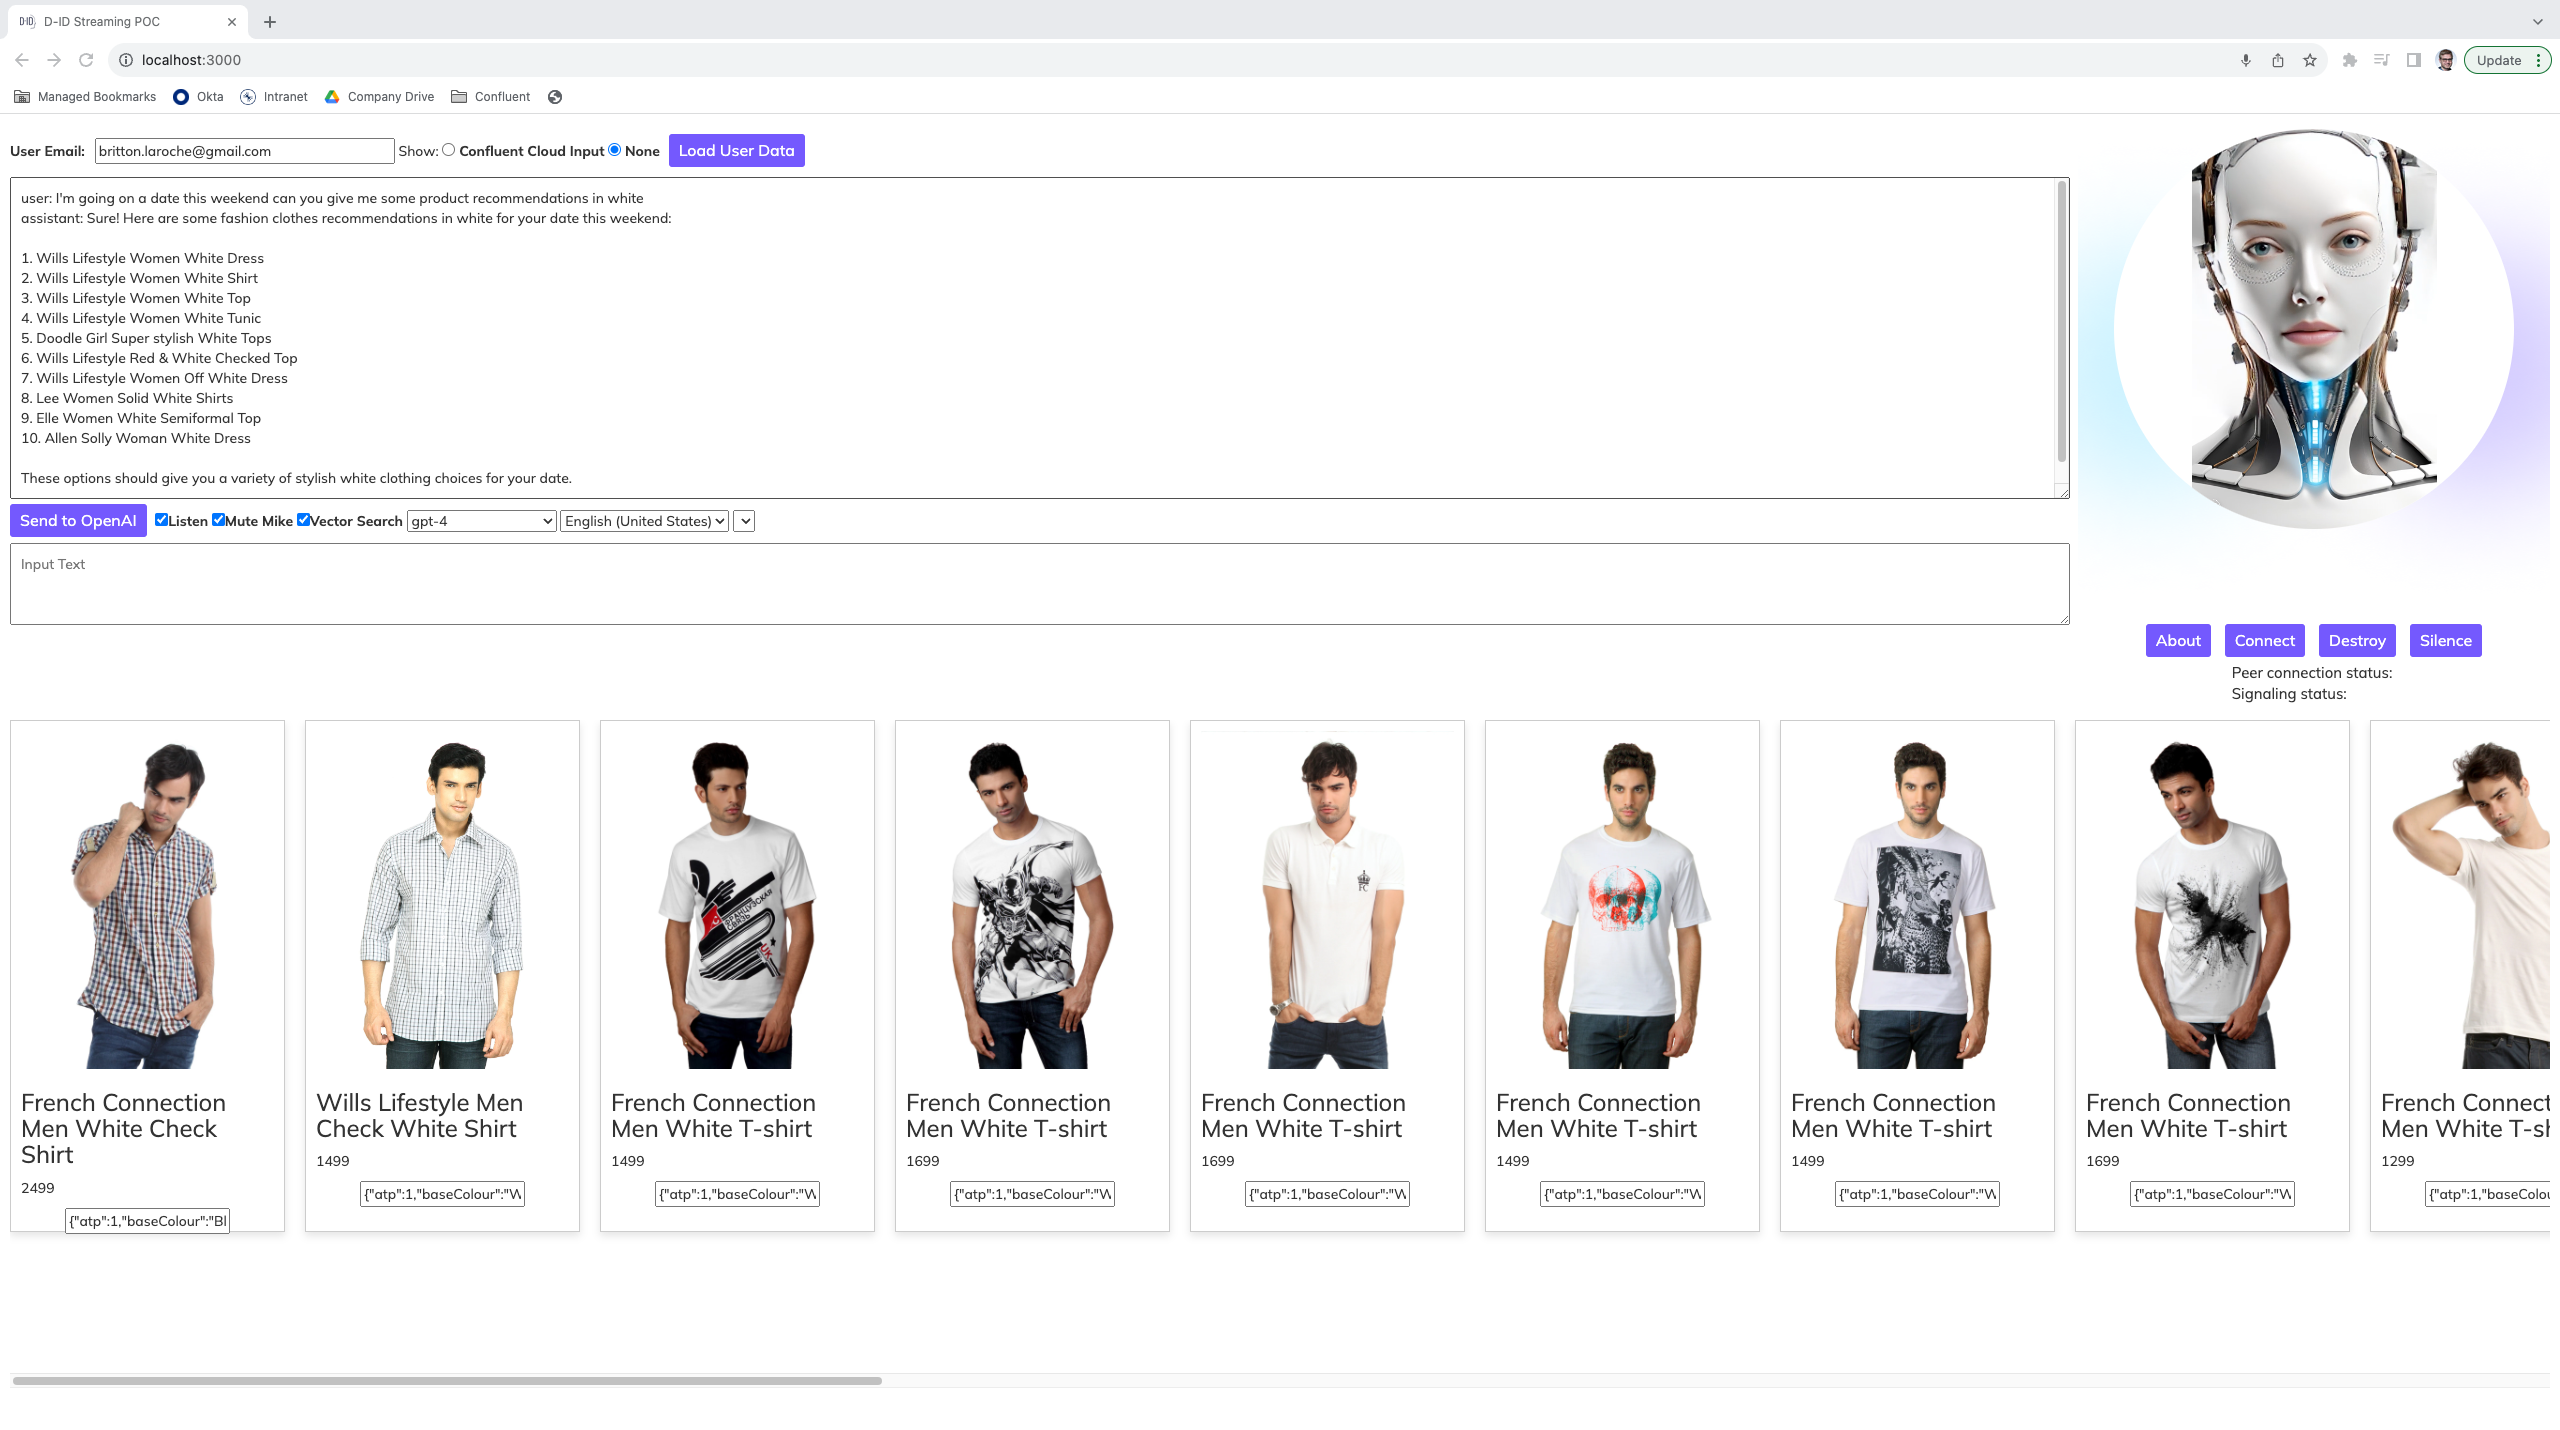 D-ID Streaming POC
localhost:3000
Update
Managed Bookmarks
Okta
Intranet
Company Drive
Confluent
User Email:
britton.laroche@gmail.com
Show:
Confluent Cloud Input
None
Load User Data
user: I'm going on a date this weekend can you give me some product recommendations in white
assistant: Sure! Here are some fashion clothes recommendations in white for your date this weekend:
1. Wills Lifestyle Women White Dress
2. Wills Lifestyle Women White Shirt
3. Wills Lifestyle Women White Top
4. Wills Lifestyle Women White Tunic
5. Doodle Girl Super stylish White Tops
6. Wills Lifestyle Red & White Checked Top
7. Wills Lifestyle Women Off White Dress
8. Lee Women Solid White Shirts
9. Elle Women White Semiformal Top
10. Allen Solly Woman White Dress
These options should give you a variety of stylish white clothing choices for your date.
Send to OpenAI
Listen
Mute Mike
Vector Search
gpt-4
English (United States)
Input Text
About
Connect
Destroy
Silence
Peer connection status:
Signaling status:
French Connection
Men White Check
Shirt
2499
{"atp":1,"baseColour":"Bl
Wills Lifestyle Men
Check White Shirt
1499
{"atp":1,"baseColour":"W
ФРАНЦУЗСКАЯ
СВЯЗЬ
UK
French Connection
Men White T-shirt
1499
{"atp":1,"baseColour":"W
French Connection
Men White T-shirt
1699
{"atp":1,"baseColour":"W
FC
French Connection
Men White T-shirt
1699
{"atp":1,"baseColour":"W
French Connection
Men White T-shirt
1499
{"atp":1,"baseColour":"W
French Connection
Men White T-shirt
1499
{"atp":1,"baseColour":"W
French Connection
Men White T-shirt
1699
{"atp":1,"baseColour":"W
French Connect
Men White T-sh
1299
{"atp":1,"baseColou